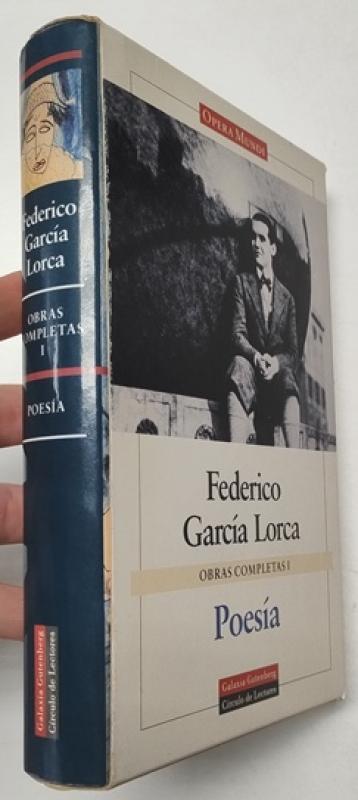 Federico
García
Lorca
OBRAS
COMPLETAS
I
POESÍA
Galaxia Gutenberg
Círculo de Lectores
OPERA MUNDI
Federico
García Lorca
OBRAS COMPLETAS I
Poesía
Galaxia Gutenberg
Círculo de Lectores